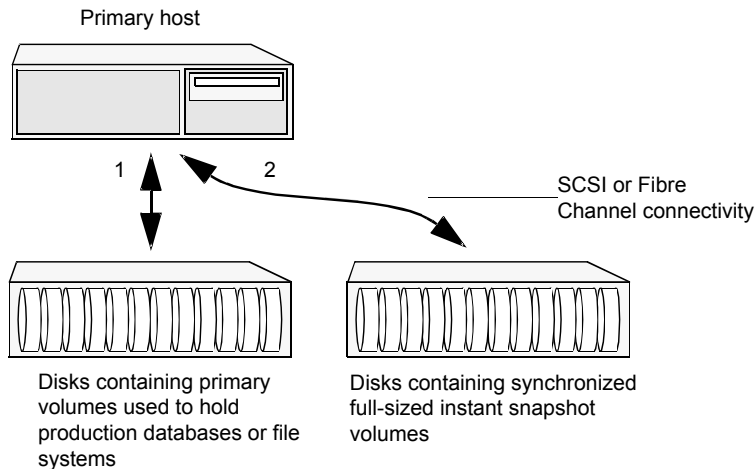 Primary host
1
2
SCSI or Fibre
Channel connectivity
Disks containing primary
volumes used to hold
production databases or file
systems
Disks containing synchronized
full-sized instant snapshot
volumes